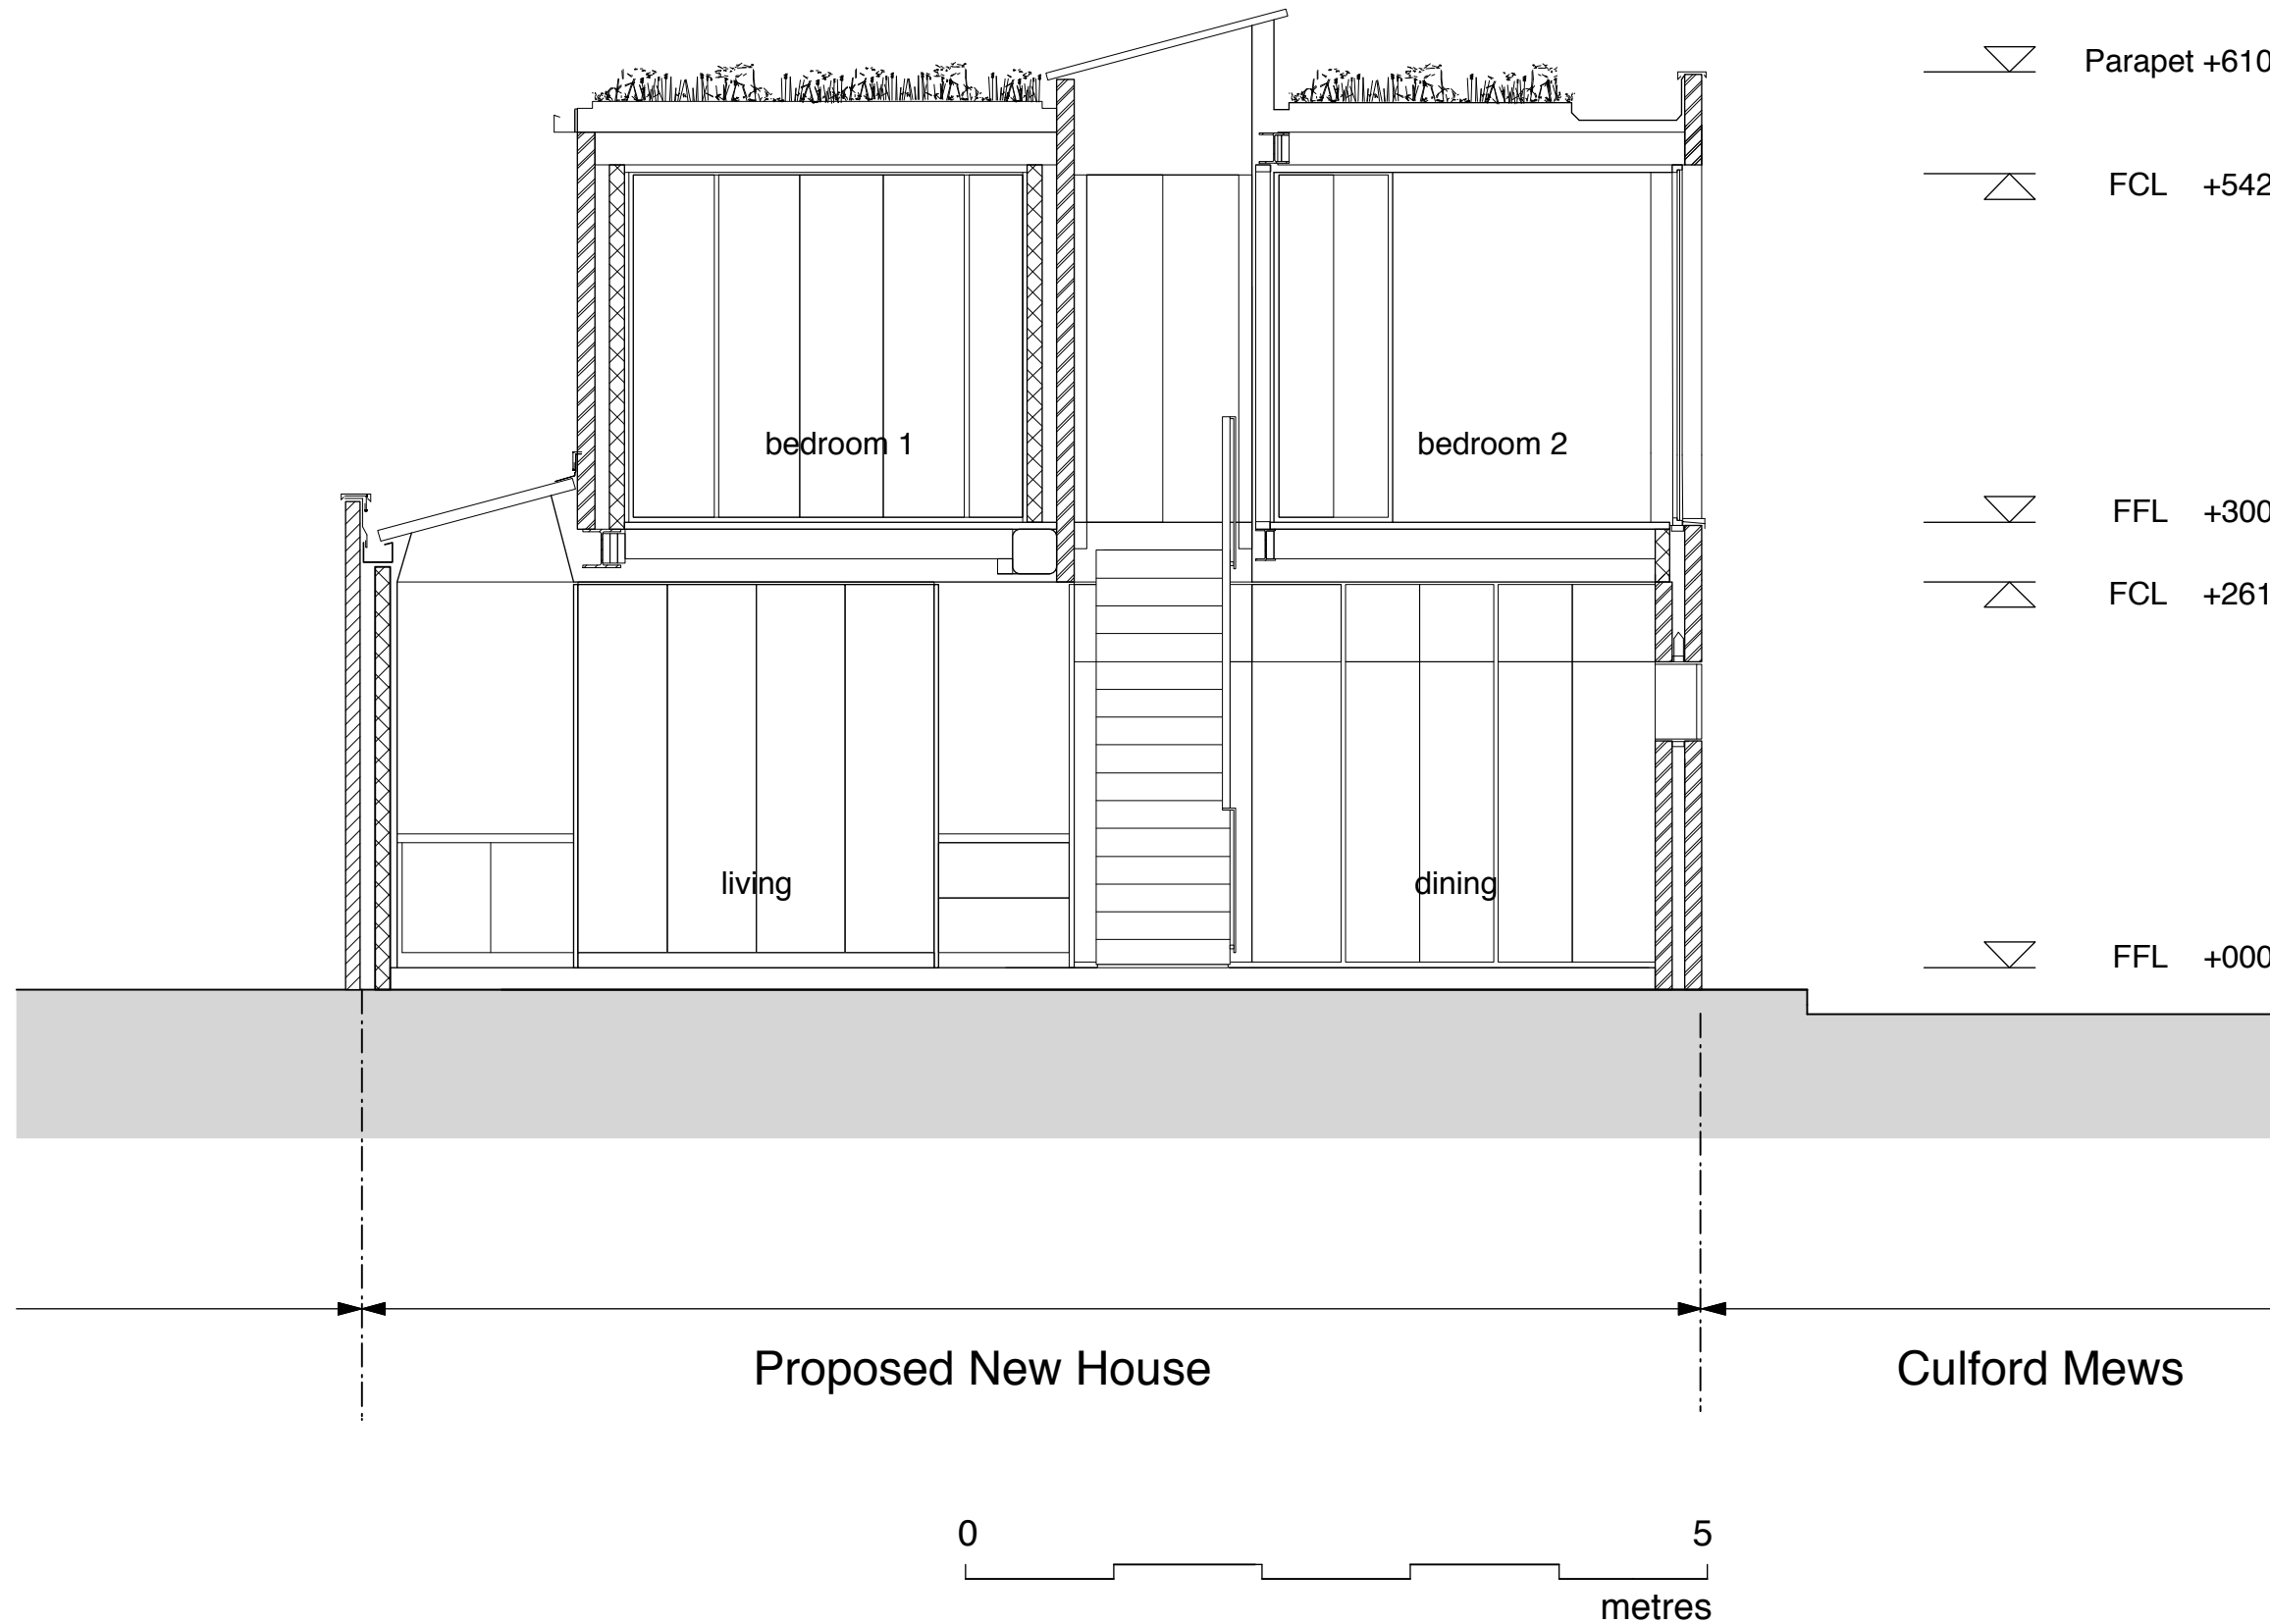 Parapet +610
FCL +542
bedroom 1
bedroom 2
FFL +300
FCL +261
living
dining
FFL +000
Proposed New House
Culford Mews
0 5
metres